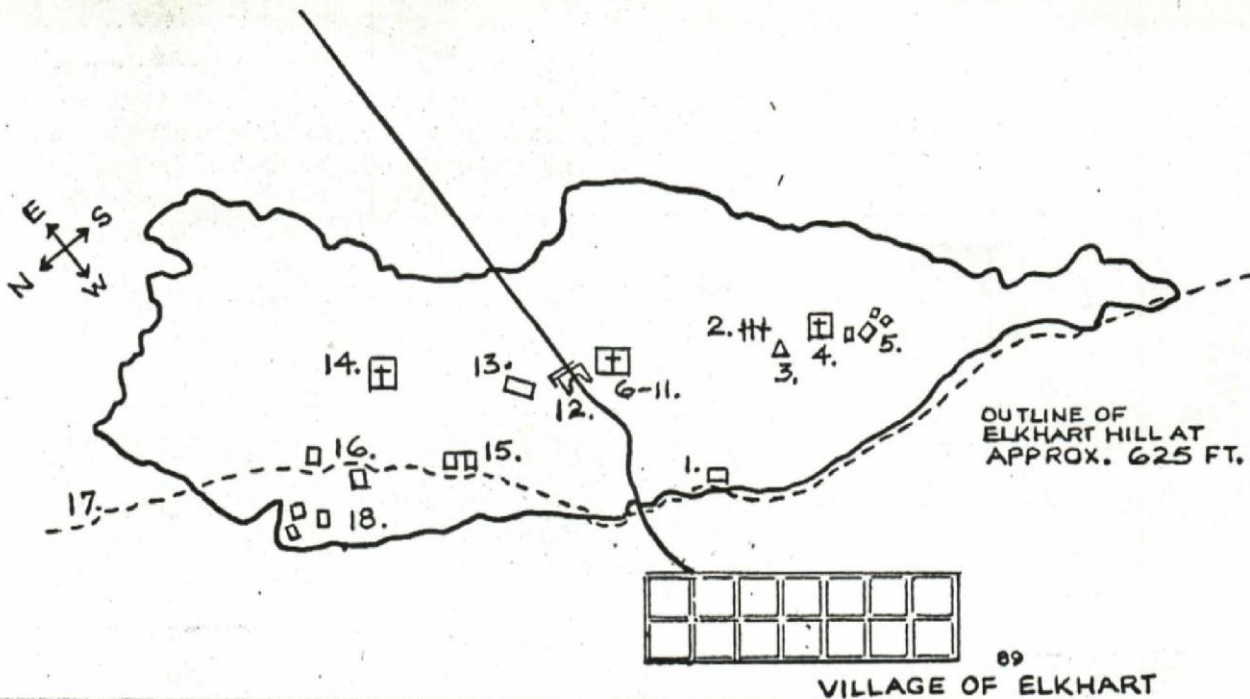 E
S
N
W
2.
3.
4.
5.
14.
13.
12.
6-11.
OUTLINE OF
ELKHART HILL AT
APPROX. 625 FT.
16.
15.
1.
17.
18.
89
VILLAGE OF ELKHART